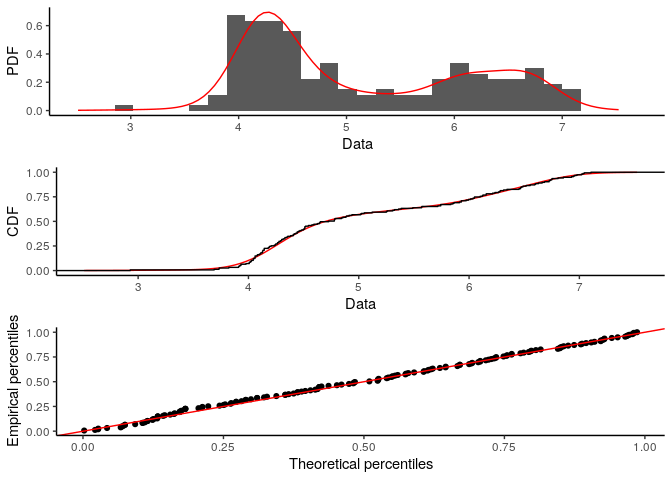 PDF
0.6
0.4
0.2
0.0
3 4 5 6 7
Data
CDF
1.00
0.75
0.50
0.25
0.00
3 4 5 6 7
Data
Empirical percentiles
1.00
0.75
0.50
0.25
0.00
0.00 0.25 0.50 0.75 1.00
Theoretical percentiles